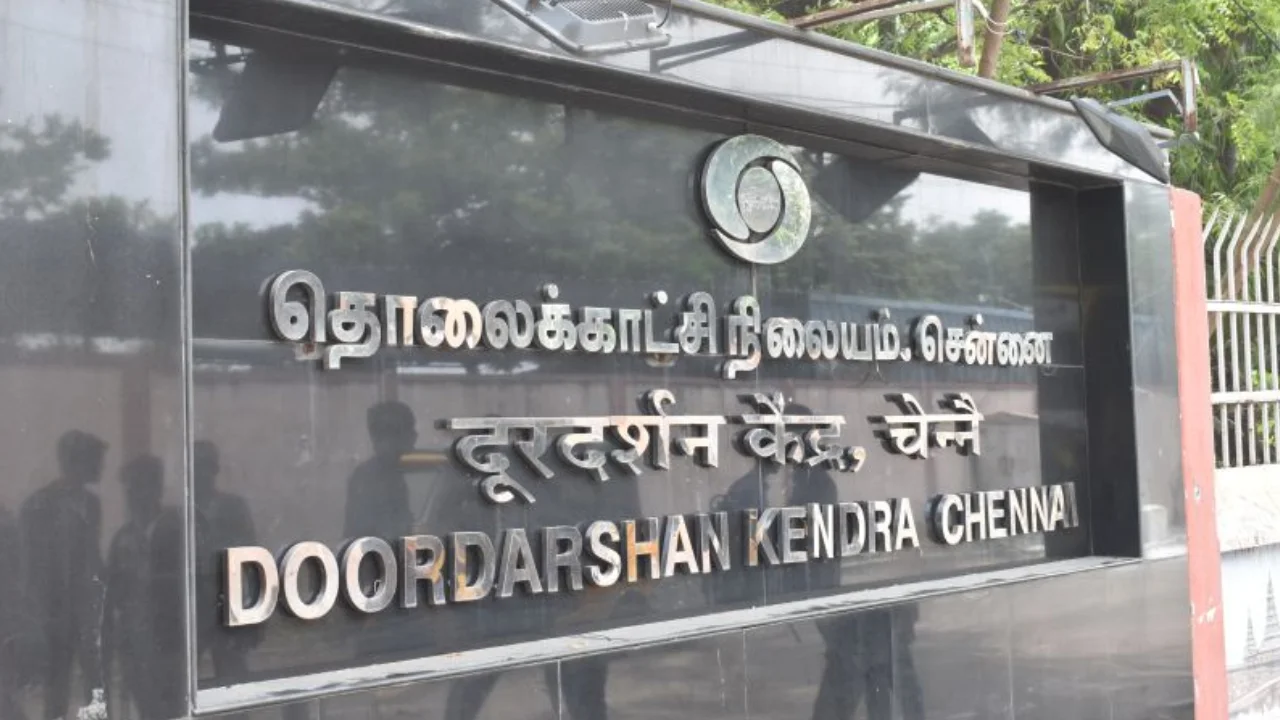 தொலைக்காட்சி நிலையம். சென்னை
दूरदर्शन केंद्र, चेन्नै
DOORDARSHAN KENDRA CHENNAI